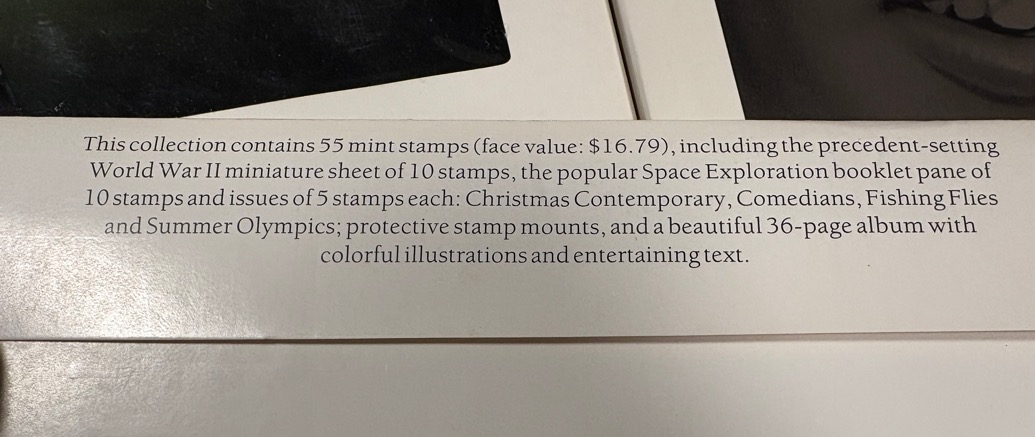 This collection contains 55 mint stamps (face value: $16.79), including the precedent-setting
World War II miniature sheet of 10 stamps, the popular Space Exploration booklet pane of
10 stamps and issues of 5 stamps each: Christmas Contemporary, Comedians, Fishing Flies
and Summer Olympics; protective stamp mounts, and a beautiful 36-page album with
colorful illustrations and entertaining text.